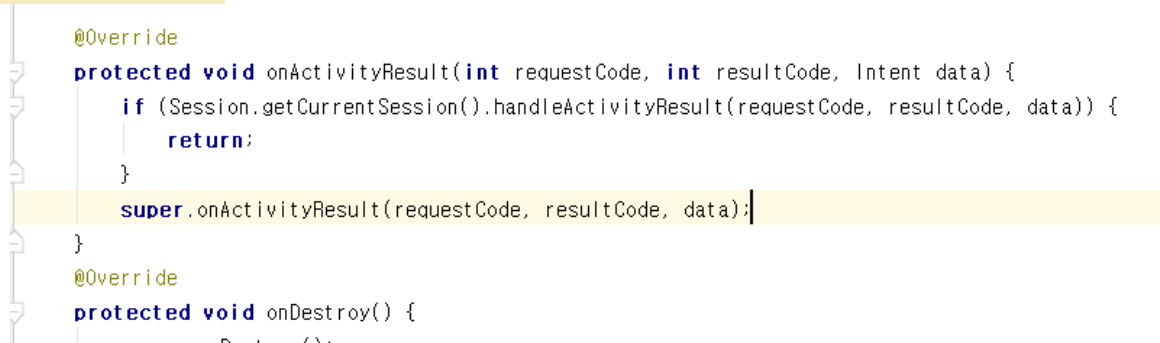 @Override
protected void onActivityResult(int requestCode, int resultCode, Intent data) {
if (Session.getCurrentSession().handleActivityResult(requestCode, resultCode, data)) {
return;
}
super.onActivityResult(requestCode, resultCode, data);
}
@Override
protected void onDestroy() {